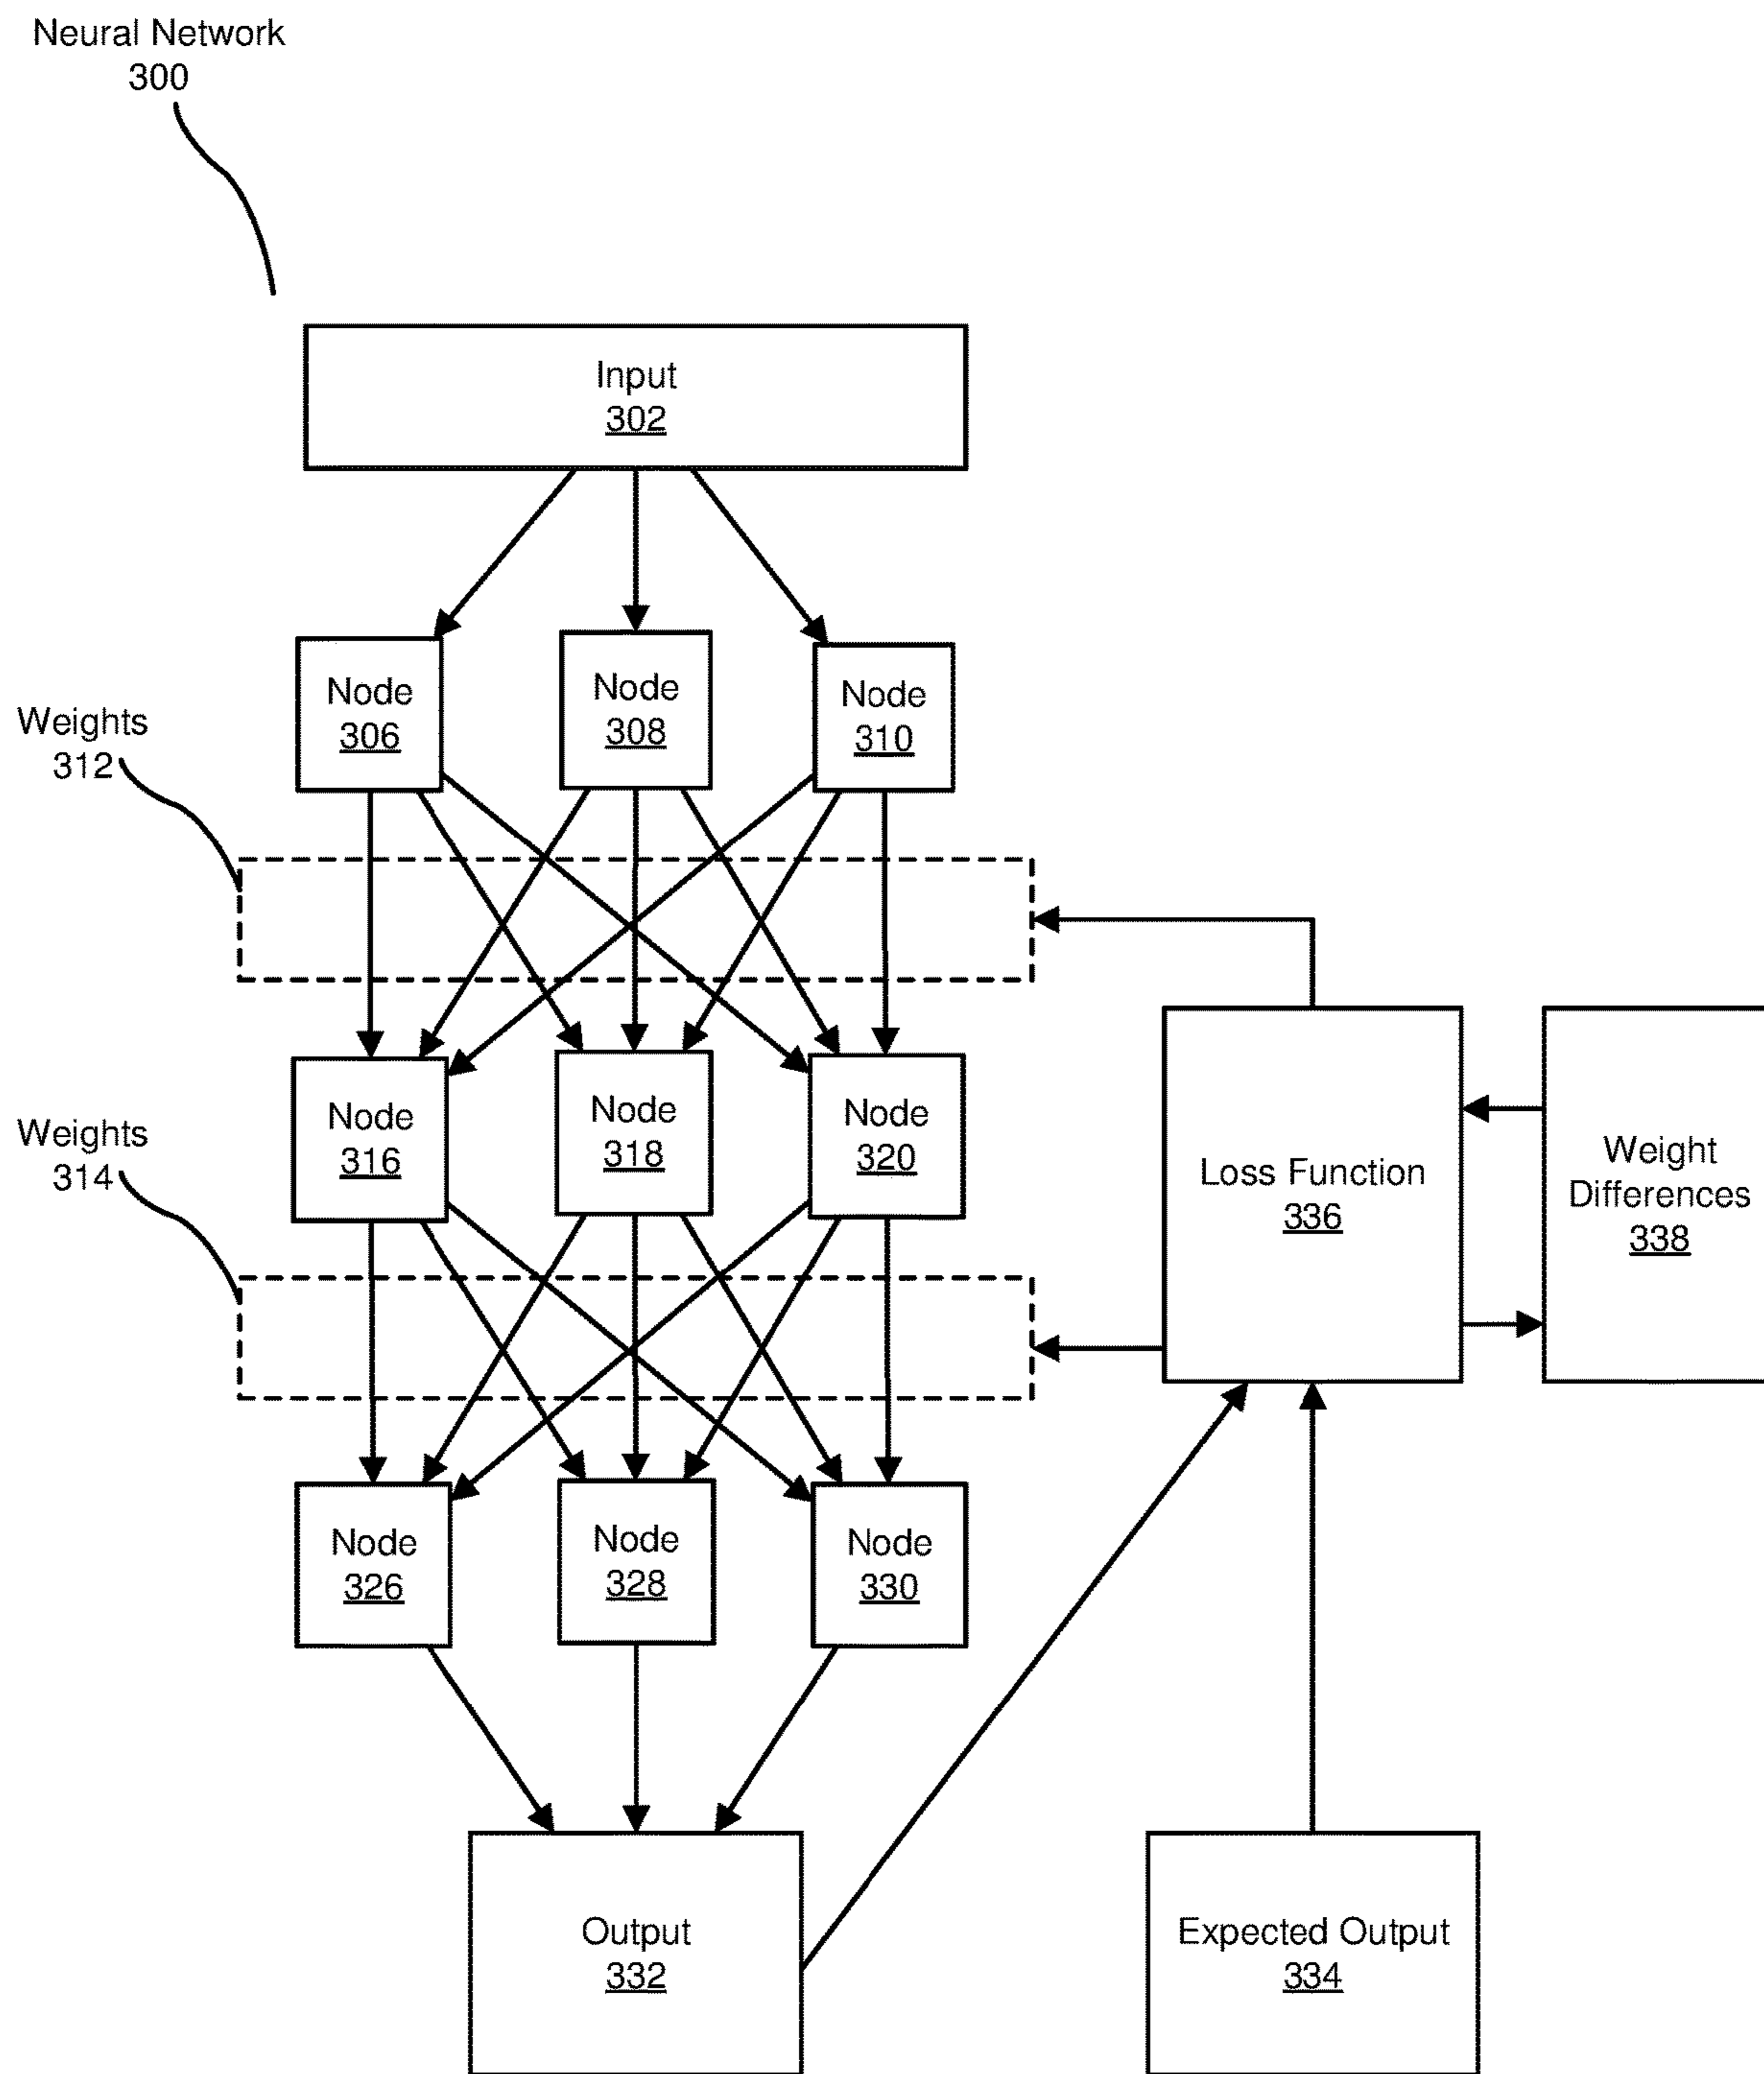 Neural Network
300
Input
302
Node
306
Node
308
Node
310
Weights
312
Node
316
Node
318
Node
320
Weights
314
Loss Function
336
Weight
Differences
338
Node
326
Node
328
Node
330
Output
332
Expected Output
334